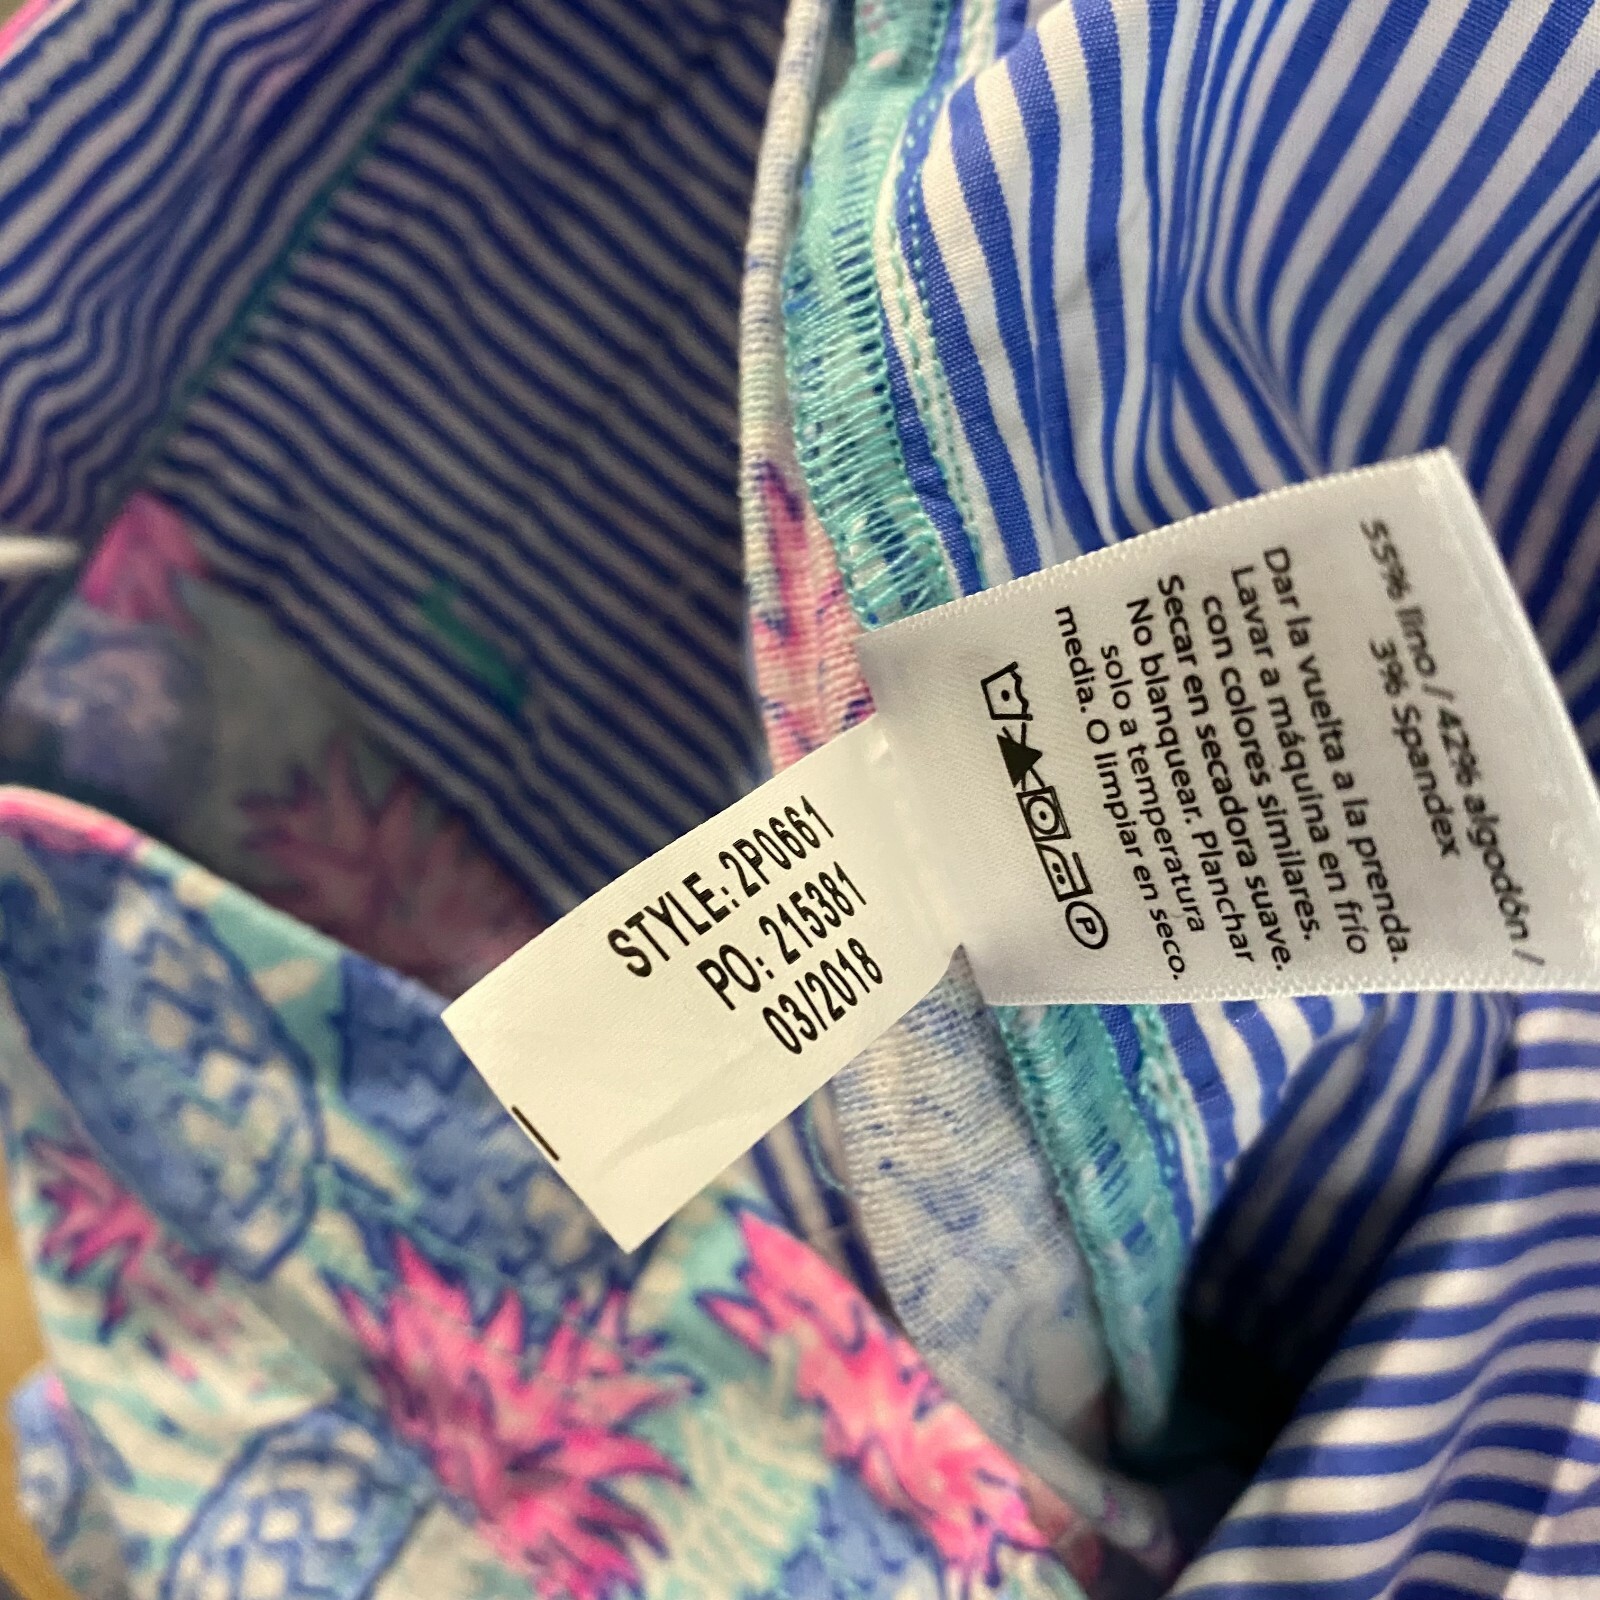 55% lino / 42% algodón /
3% Spandex
Dar la vuelta a la prenda.
Lavar a máquina en frío
con colores similares.
Secar en secadora suave.
No blanquear. Planchar
solo a temperatura
media. O limpiar en seco.
P
STYLE: 2P0661
PO: 215381
03/2018